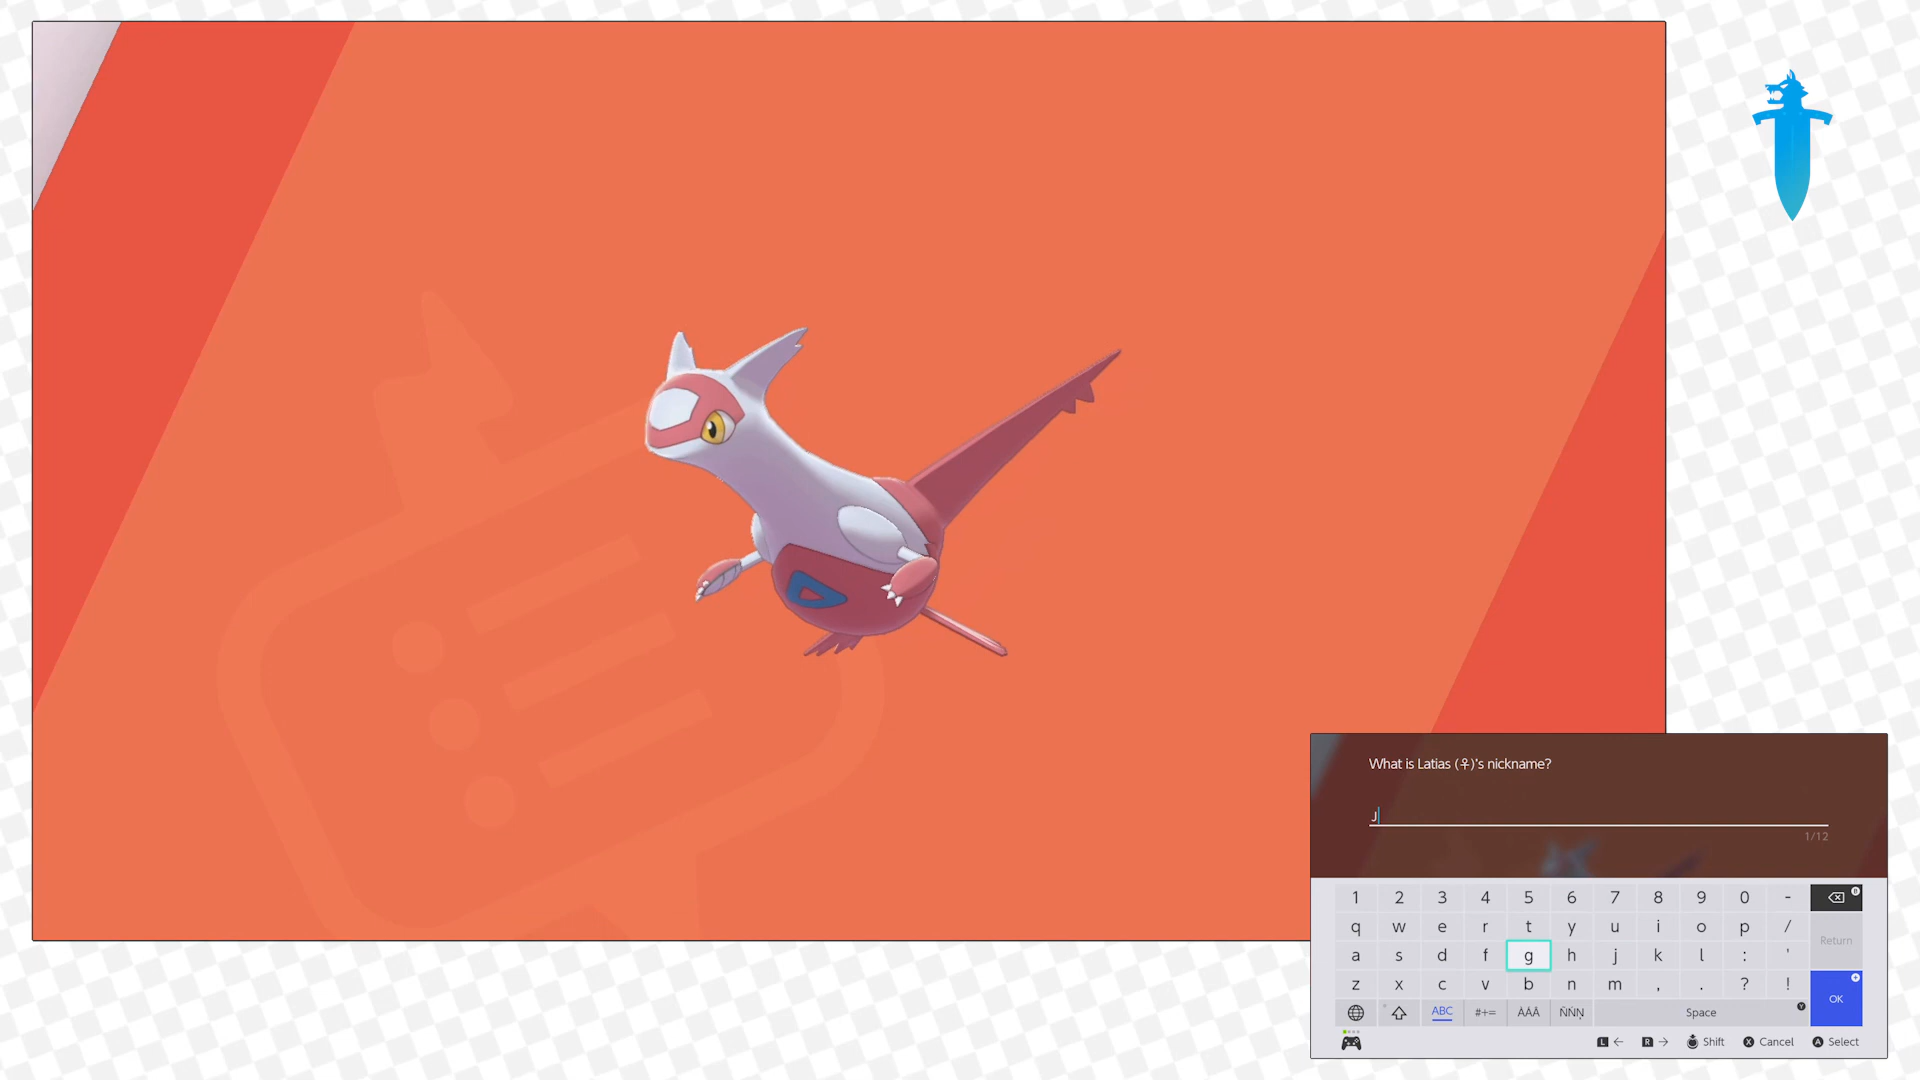 What is Latias (♀)'s nickname?
J
1/12
1 2 3 4 5 6 7 8 9 0 -
q w e r t y u i o p /
Return
a s d f g h j k l : '
z x c v b n m , . ? !
OK
ABC #+= ÀÁÂ ÑŃŅ Space Y
L ← R → Shift X Cancel A Select